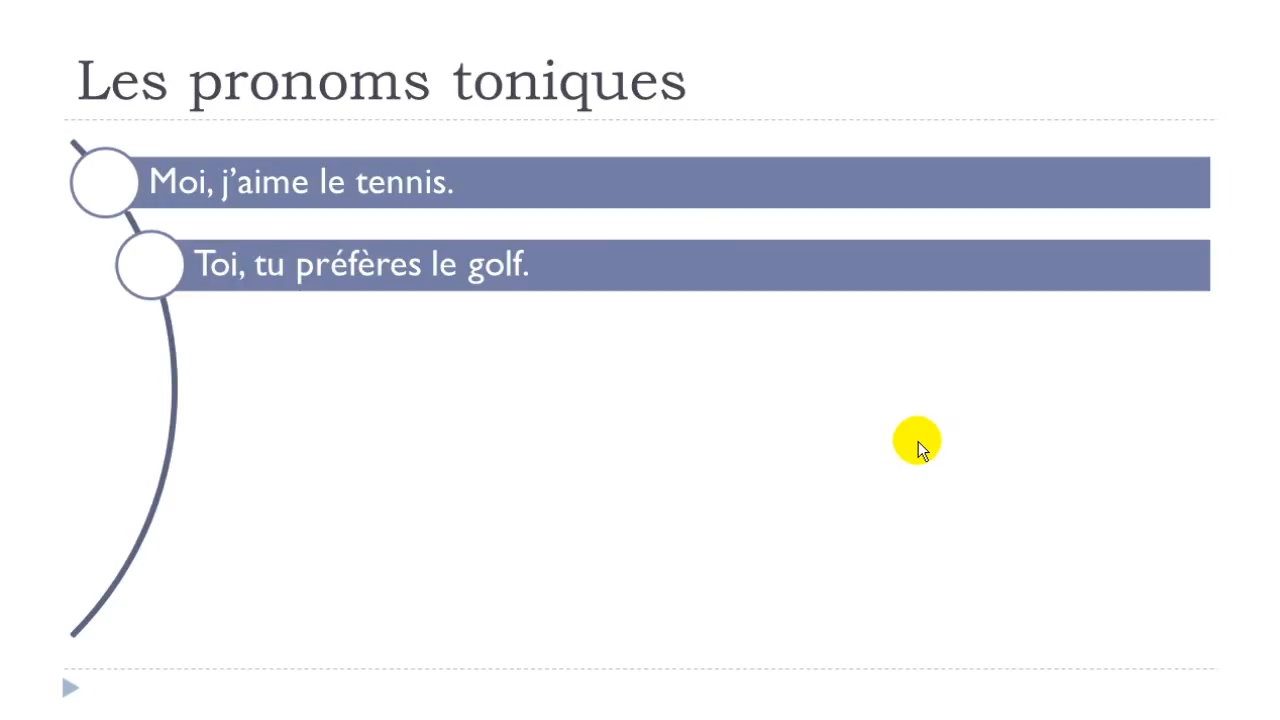 Les pronoms toniques
Moi, j’aime le tennis.
Toi, tu préfères le golf.